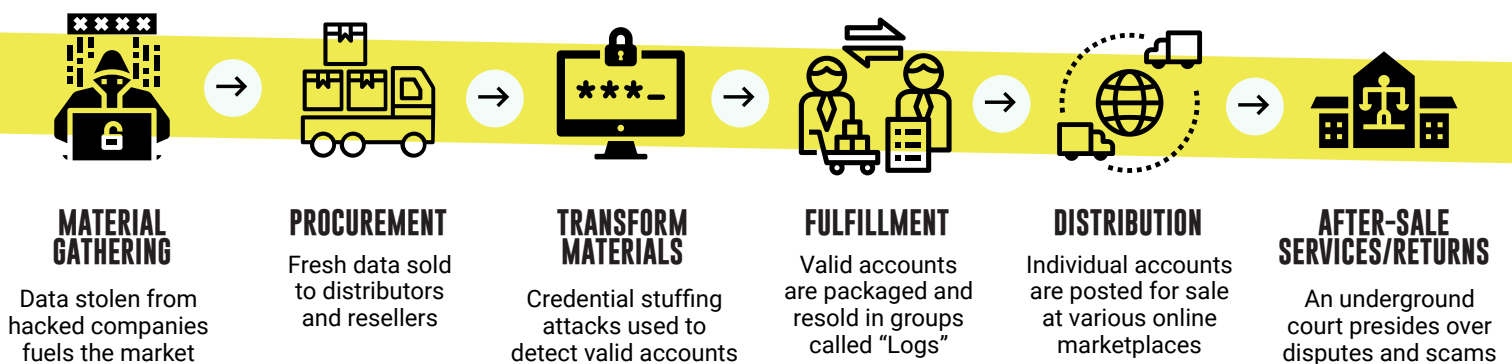 MATERIAL
GATHERING
Data stolen from
hacked companies
fuels the market
PROCUREMENT
Fresh data sold
to distributors
and resellers
TRANSFORM
MATERIALS
Credential stuffing
attacks used to
detect valid accounts
FULFILLMENT
Valid accounts
are packaged and
resold in groups
called “Logs”
DISTRIBUTION
Individual accounts
are posted for sale
at various online
marketplaces
AFTER-SALE
SERVICES/RETURNS
An underground
court presides over
disputes and scams